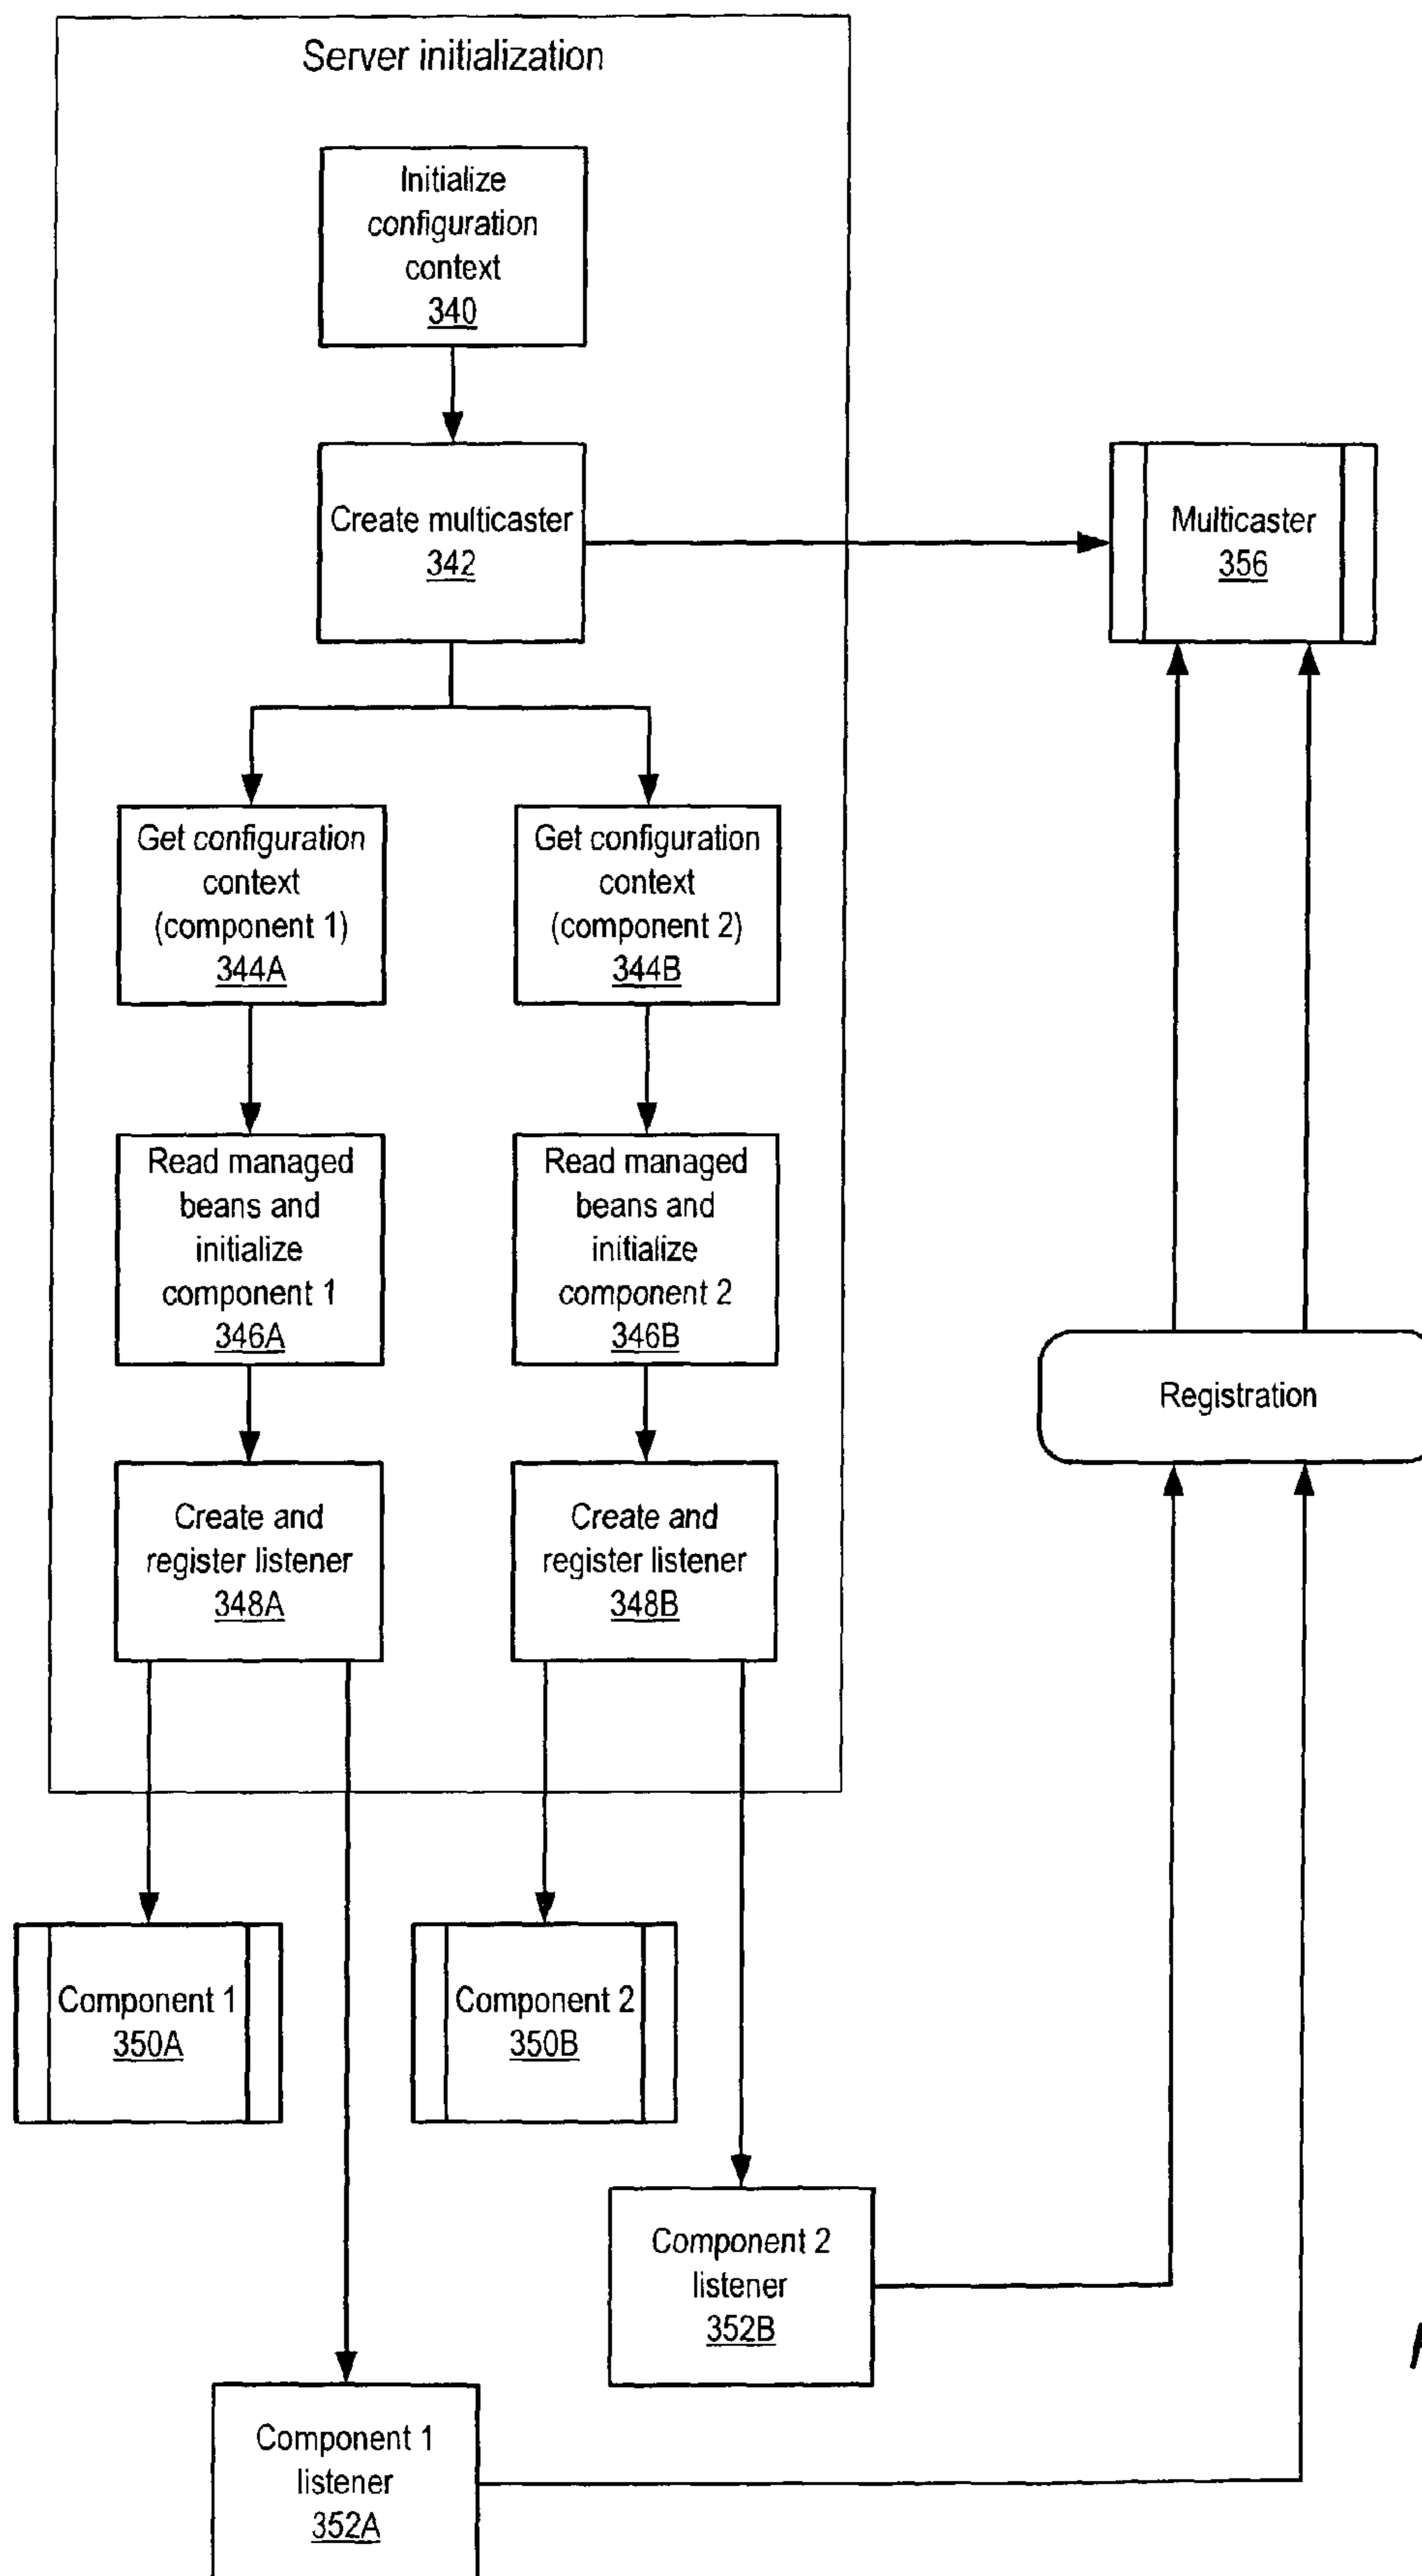 Server initialization
Initialize
configuration
context
340
Create multicaster
342
Multicaster
356
Get configuration
context
(component 1)
344A
Get configuration
context
(component 2)
344B
Read managed
beans and
initialize
component 1
346A
Read managed
beans and
initialize
component 2
346B
Registration
Create and
register listener
348A
Create and
register listener
348B
Component 1
350A
Component 2
350B
Component 2
listener
352B
Component 1
listener
352A